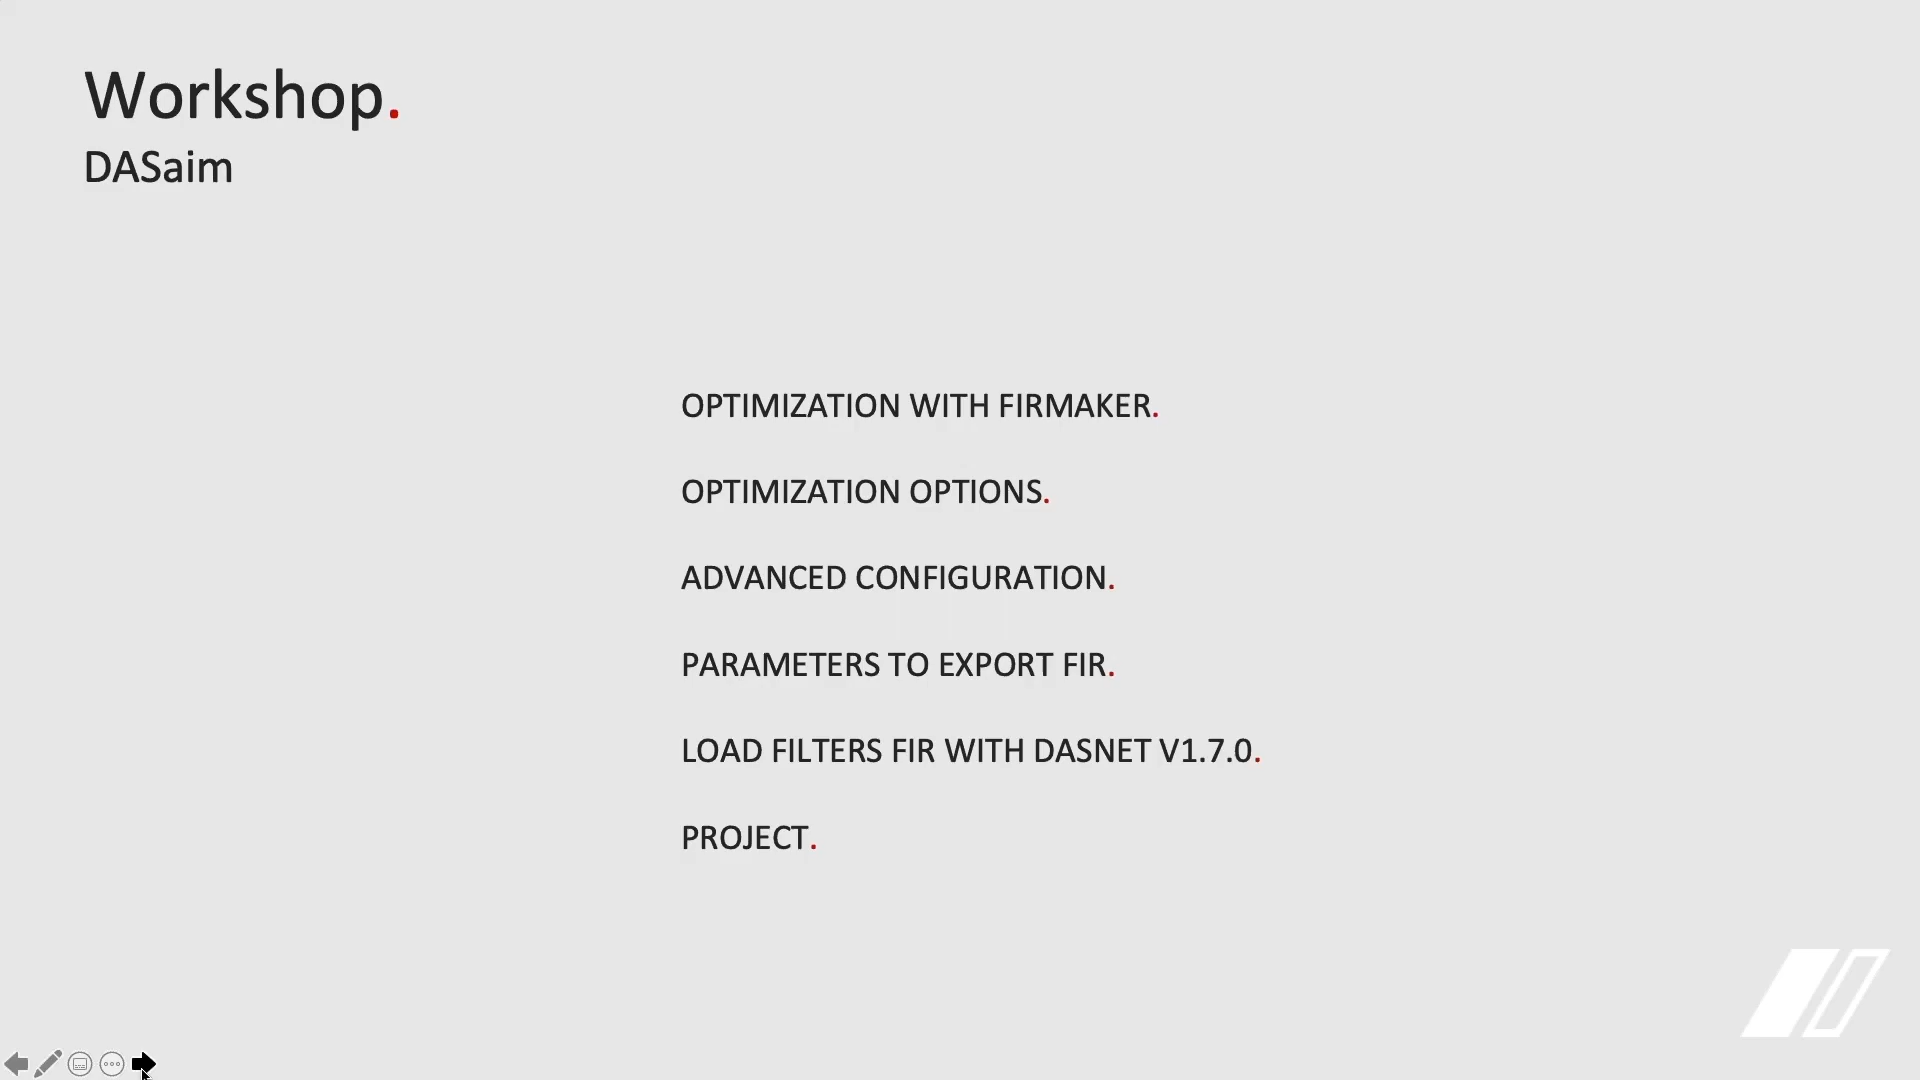 Workshop.
DASaim
OPTIMIZATION WITH FIRMAKER.
OPTIMIZATION OPTIONS.
ADVANCED CONFIGURATION.
PARAMETERS TO EXPORT FIR.
LOAD FILTERS FIR WITH DASNET V1.7.0.
PROJECT.